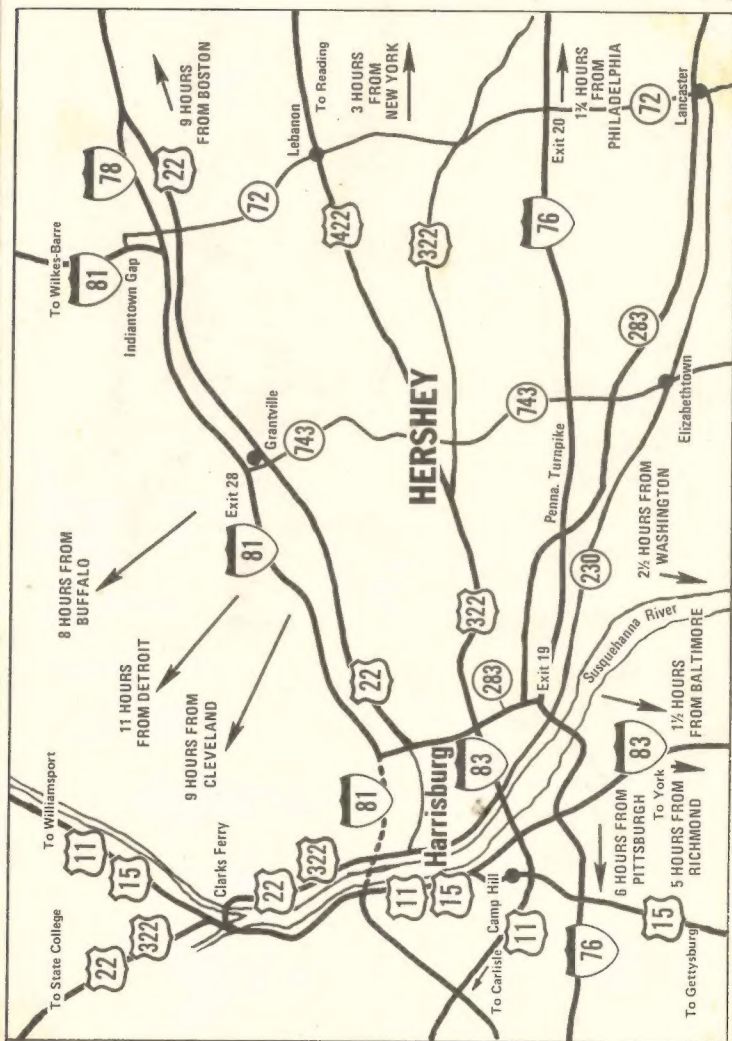 To Wilkes-Barre
81
Indiantown Gap
78
22
9 HOURS
FROM BOSTON
72
Lebanon
To Reading
3 HOURS
FROM
NEW YORK
422
322
1¾ HOURS
FROM
PHILADELPHIA
Exit 20
76
72
Lancaster
8 HOURS FROM
BUFFALO
11 HOURS
FROM DETROIT
9 HOURS
FROM
CLEVELAND
Exit 28
81
Grantville
743
22
HERSHEY
743
322
283
Penna. Turnpike
283
Elizabethtown
230
Exit 19
2½ HOURS FROM
WASHINGTON
Susquehanna River
1½ HOURS
FROM BALTIMORE
To Williamsport
11
15
To State College
22
322
Clarks Ferry
22
322
81
Harrisburg
83
11
15
Camp Hill
To Carlisle
11
83
To York
6 HOURS FROM
PITTSBURGH
5 HOURS FROM
RICHMOND
76
15
To Gettysburg